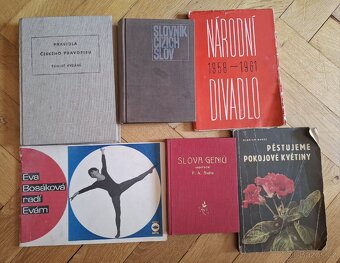 PRAVIDLA
ČESKÉHO PRAVOPISU
SLOVNÍK
CIZÍCH
SLOV
NÁRODNÍ
1958–1961
DIVADLO
Eva
Bosáková
radí
Evám
SLOVA GENIŮ
PĚSTUJEME
POKOJOVÉ KVĚTINY